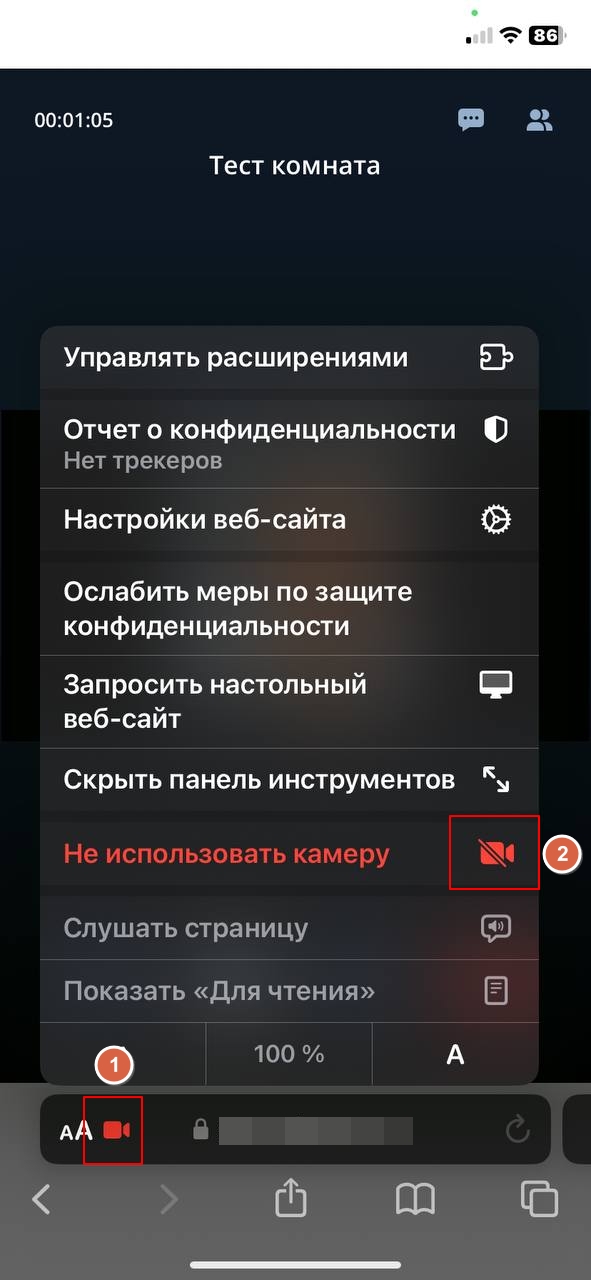 86
00:01:05
Тест комната
Управлять расширениями
Отчет о конфиденциальности
Нет трекеров
Настройки веб-сайта
Ослабить меры по защите
конфиденциальности
Запросить настольный
веб-сайт
Скрыть панель инструментов
Не использовать камеру
2
Слушать страницу
Показать «Для чтения»
1
100 %
A
AA